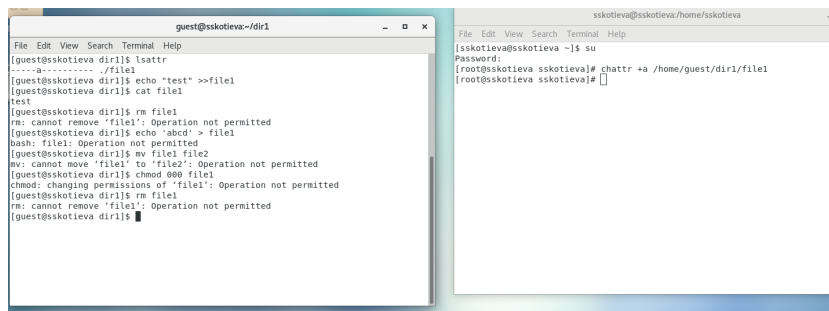 guest@sskotieva:~/dir1
File Edit View Search Terminal Help
[guest@sskotieva dir1]$ lsattr
-----a---------- ./file1
[guest@sskotieva dir1]$ echo "test" >>file1
[guest@sskotieva dir1]$ cat file1
test
[guest@sskotieva dir1]$ rm file1
rm: cannot remove ‘file1’: Operation not permitted
[guest@sskotieva dir1]$ echo 'abcd' > file1
bash: file1: Operation not permitted
[guest@sskotieva dir1]$ mv file1 file2
mv: cannot move ‘file1’ to ‘file2’: Operation not permitted
[guest@sskotieva dir1]$ chmod 000 file1
chmod: changing permissions of ‘file1’: Operation not permitted
[guest@sskotieva dir1]$ rm file1
rm: cannot remove ‘file1’: Operation not permitted
[guest@sskotieva dir1]$
sskotieva@sskotieva:/home/sskotieva
File Edit View Search Terminal Help
[sskotieva@sskotieva ~]$ su
Password:
[root@sskotieva sskotieva]# chattr +a /home/guest/dir1/file1
[root@sskotieva sskotieva]#